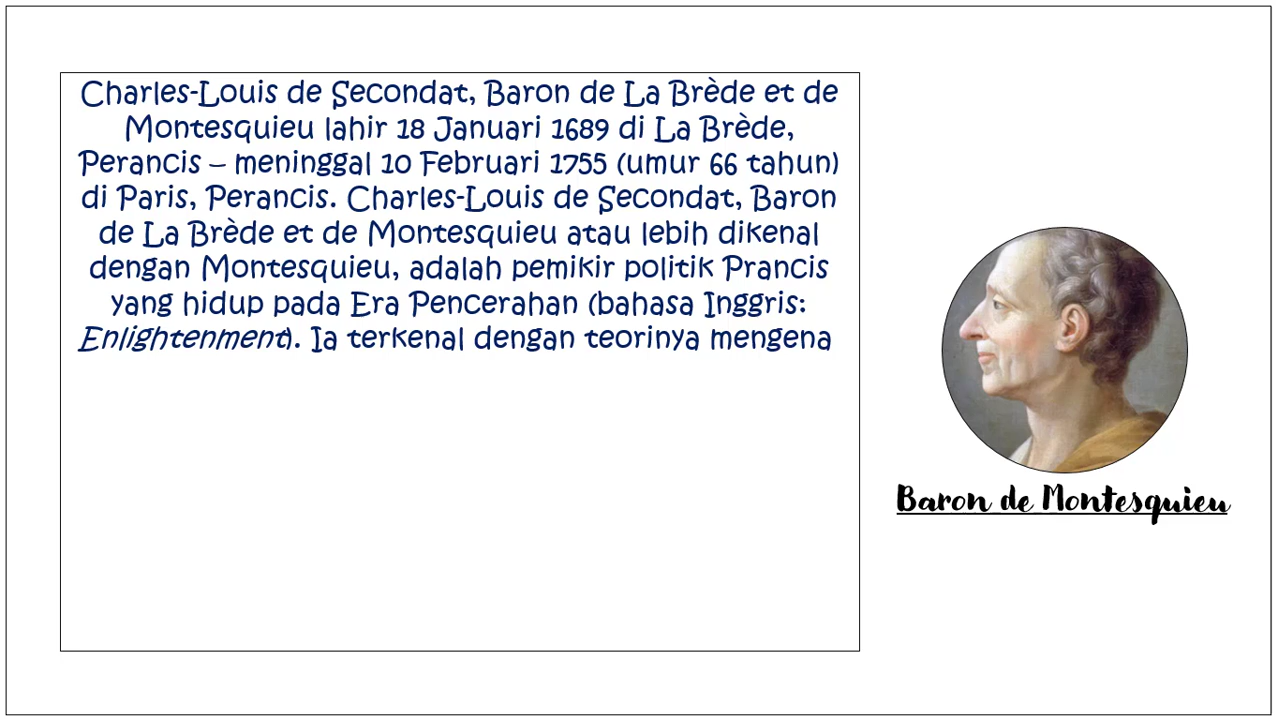 Charles-Louis de Secondat, Baron de La Brède et de
Montesquieu lahir 18 Januari 1689 di La Brède,
Perancis – meninggal 10 Februari 1755 (umur 66 tahun)
di Paris, Perancis. Charles-Louis de Secondat, Baron
de La Brède et de Montesquieu atau lebih dikenal
dengan Montesquieu, adalah pemikir politik Prancis
yang hidup pada Era Pencerahan (bahasa Inggris:
Enlightenment). Ia terkenal dengan teorinya mengena
Baron de Montesquieu